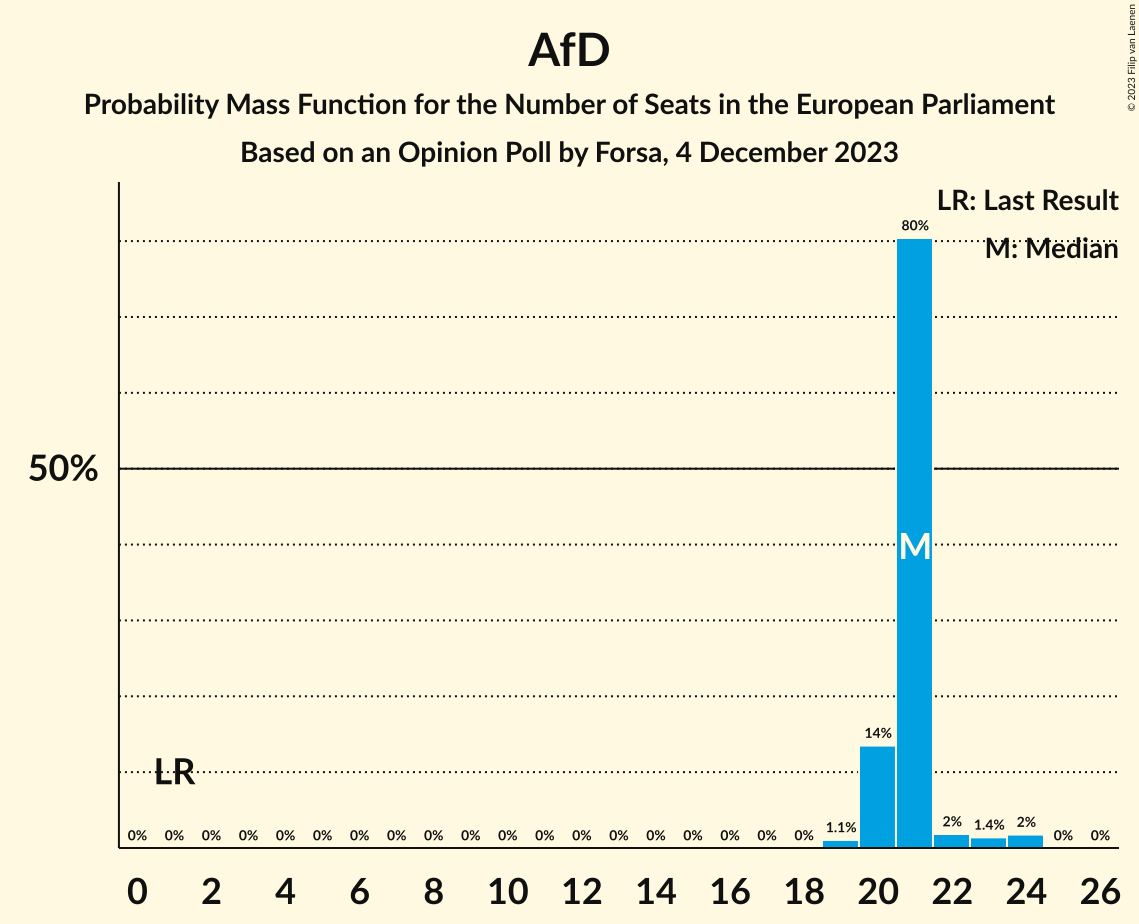 AfD
Probability Mass Function for the Number of Seats in the European Parliament
Based on an Opinion Poll by Forsa, 4 December 2023
© 2023 Filip van Laenen
LR: Last Result
M: Median
80%
50%
M
14%
LR
0% 0% 0% 0% 0% 0% 0% 0% 0% 0% 0% 0% 0% 0% 0% 0% 0% 0% 0% 1.1% 2% 1.4% 2% 0% 0%
0 2 4 6 8 10 12 14 16 18 20 22 24 26